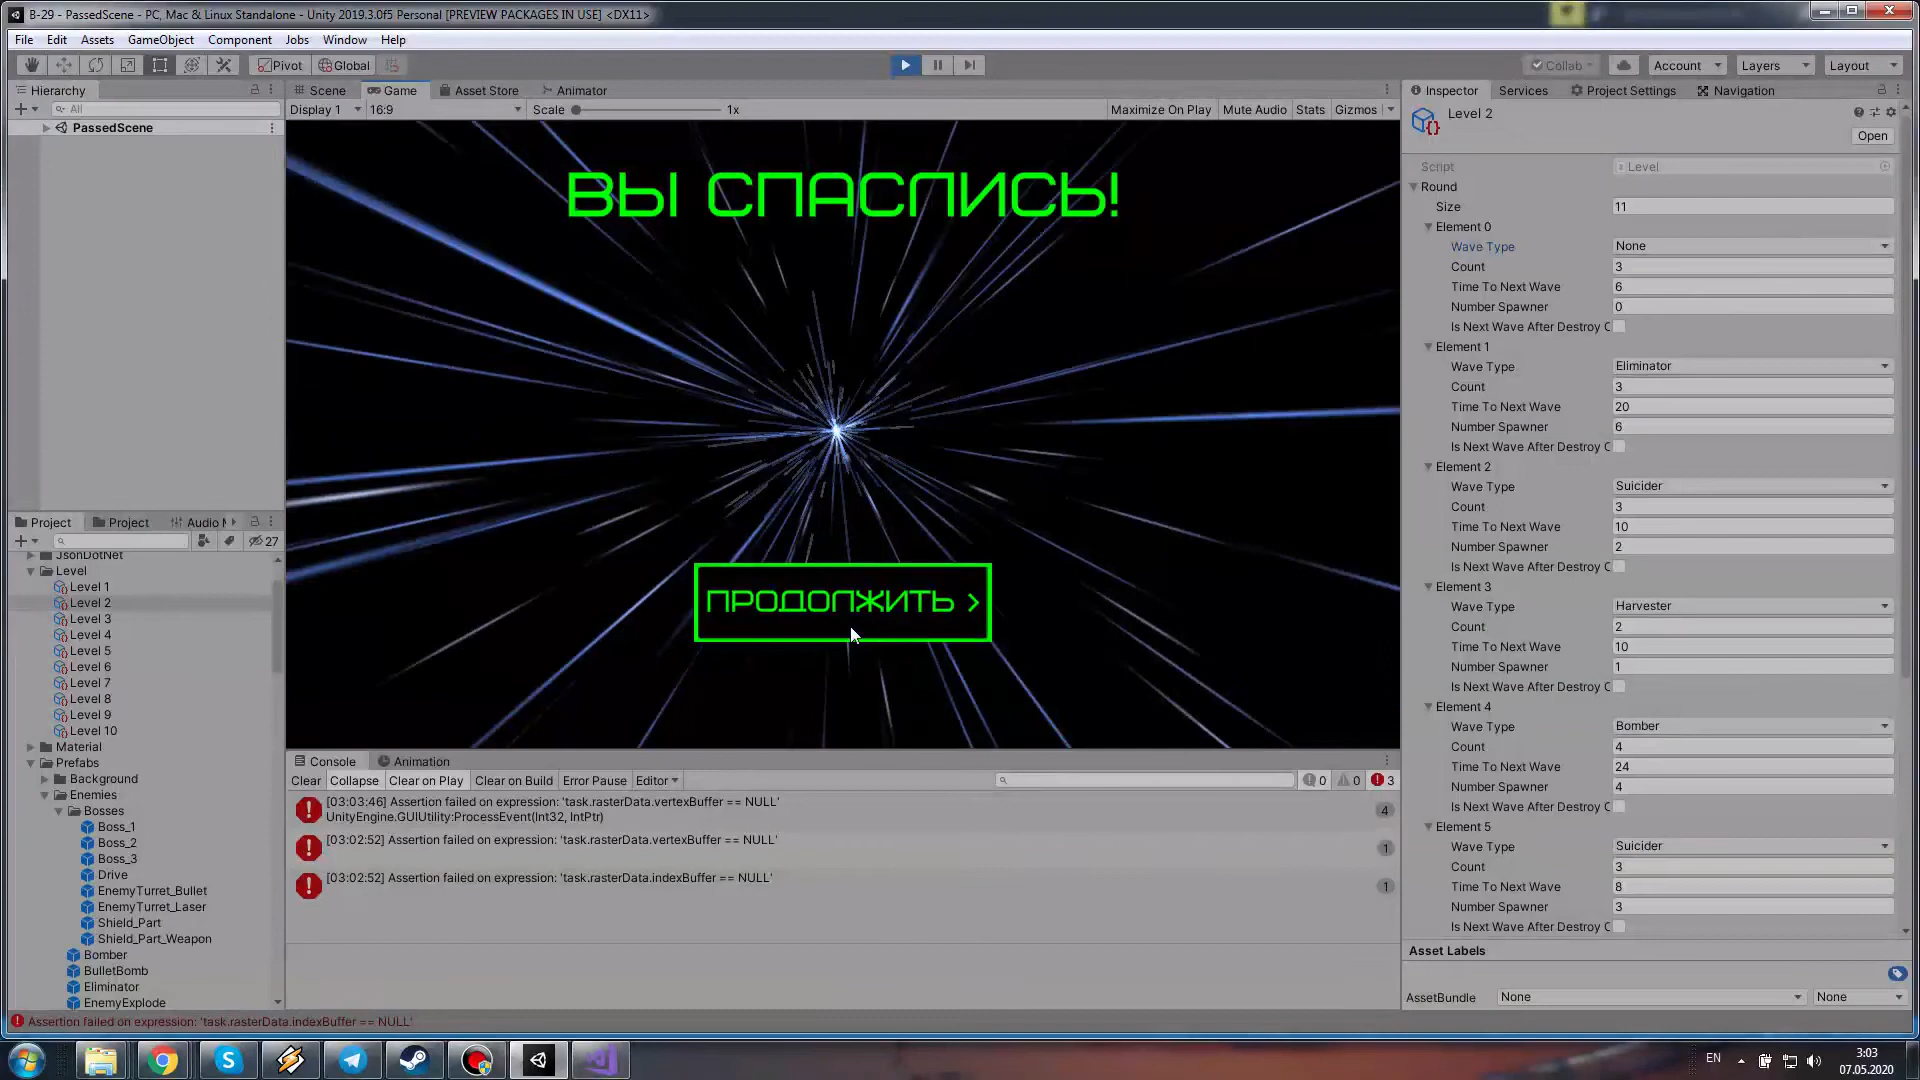 B-29 - PassedScene - PC, Mac & Linux Standalone - Unity 2019.3.0f5 Personal [PREVIEW PACKAGES IN USE] <DX11>
File Edit Assets GameObject Component Jobs Window Help
Pivot Global Collab Account Layers Layout
Hierarchy
All
PassedScene
Scene Game Asset Store Animator
Display 1 16:9 Scale 1x Maximize On Play Mute Audio Stats Gizmos
ВЫ СПАСЛИСЬ!
ПРОДОЛЖИТЬ >
Project Project Audio M
27
JsonDotNet
Level
Level 1
Level 2
Level 3
Level 4
Level 5
Level 6
Level 7
Level 8
Level 9
Level 10
Material
Prefabs
Background
Enemies
Bosses
Boss_1
Boss_2
Boss_3
Drive
EnemyTurret_Bullet
EnemyTurret_Laser
Shield_Part
Shield_Part_Weapon
Bomber
BulletBomb
Eliminator
EnemyExplode
Console Animation
Clear Collapse Clear on Play Clear on Build Error Pause Editor 0 0 3
[03:03:46] Assertion failed on expression: 'task.rasterData.vertexBuffer == NULL'
UnityEngine.GUIUtility:ProcessEvent(Int32, IntPtr)
4
[03:02:52] Assertion failed on expression: 'task.rasterData.vertexBuffer == NULL'
1
[03:02:52] Assertion failed on expression: 'task.rasterData.indexBuffer == NULL'
1
Inspector Services Project Settings Navigation
Level 2
Open
Script Level
Round
Size 11
Element 0
Wave Type None
Count 3
Time To Next Wave 6
Number Spawner 0
Is Next Wave After Destroy C
Element 1
Wave Type Eliminator
Count 3
Time To Next Wave 20
Number Spawner 6
Is Next Wave After Destroy C
Element 2
Wave Type Suicider
Count 3
Time To Next Wave 10
Number Spawner 2
Is Next Wave After Destroy C
Element 3
Wave Type Harvester
Count 2
Time To Next Wave 10
Number Spawner 1
Is Next Wave After Destroy C
Element 4
Wave Type Bomber
Count 4
Time To Next Wave 24
Number Spawner 4
Is Next Wave After Destroy C
Element 5
Wave Type Suicider
Count 3
Time To Next Wave 8
Number Spawner 3
Is Next Wave After Destroy C
Asset Labels
AssetBundle None None
Assertion failed on expression: 'task.rasterData.indexBuffer == NULL'
EN
3:03
07.05.2020